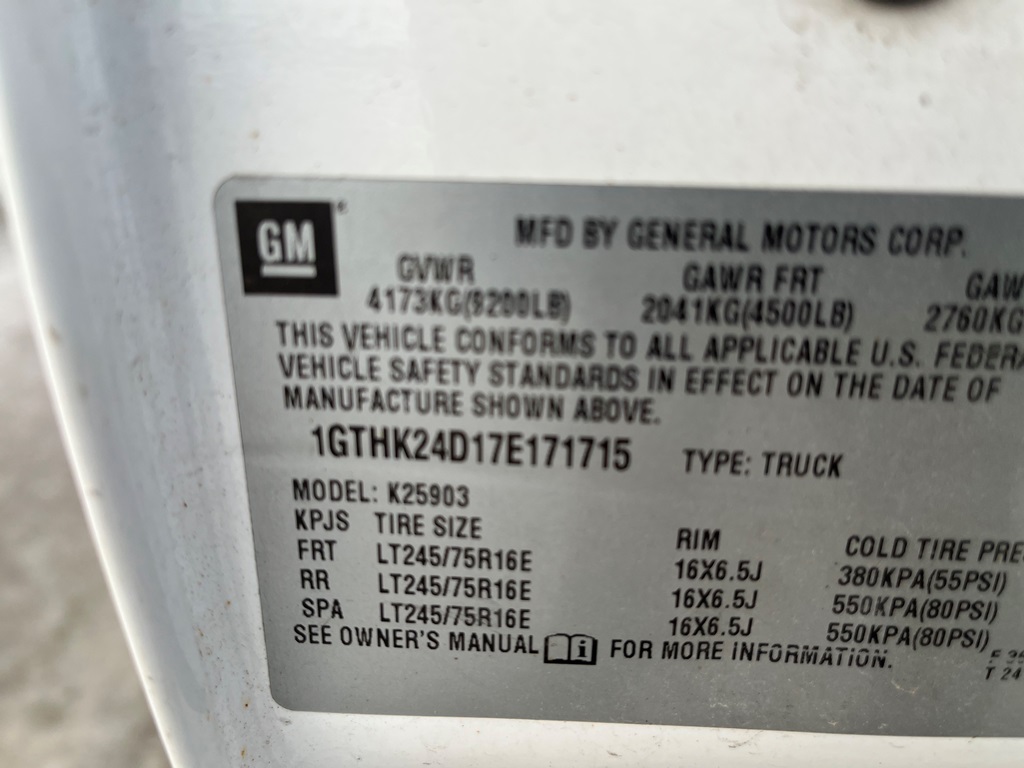 GM
MFD BY GENERAL MOTORS CORP.
GVWR GAWR FRT GAW
4173KG(9200LB) 2041KG(4500LB) 2760KG
THIS VEHICLE CONFORMS TO ALL APPLICABLE U.S. FEDERA
VEHICLE SAFETY STANDARDS IN EFFECT ON THE DATE OF
MANUFACTURE SHOWN ABOVE.
1GTHK24D17E171715 TYPE: TRUCK
MODEL: K25903
KPJS TIRE SIZE RIM COLD TIRE PRE
FRT LT245/75R16E 16X6.5J 380KPA(55PSI)
RR LT245/75R16E 16X6.5J 550KPA(80PSI)
SPA LT245/75R16E 16X6.5J 550KPA(80PSI)
SEE OWNER'S MANUAL i FOR MORE INFORMATION.
T 24